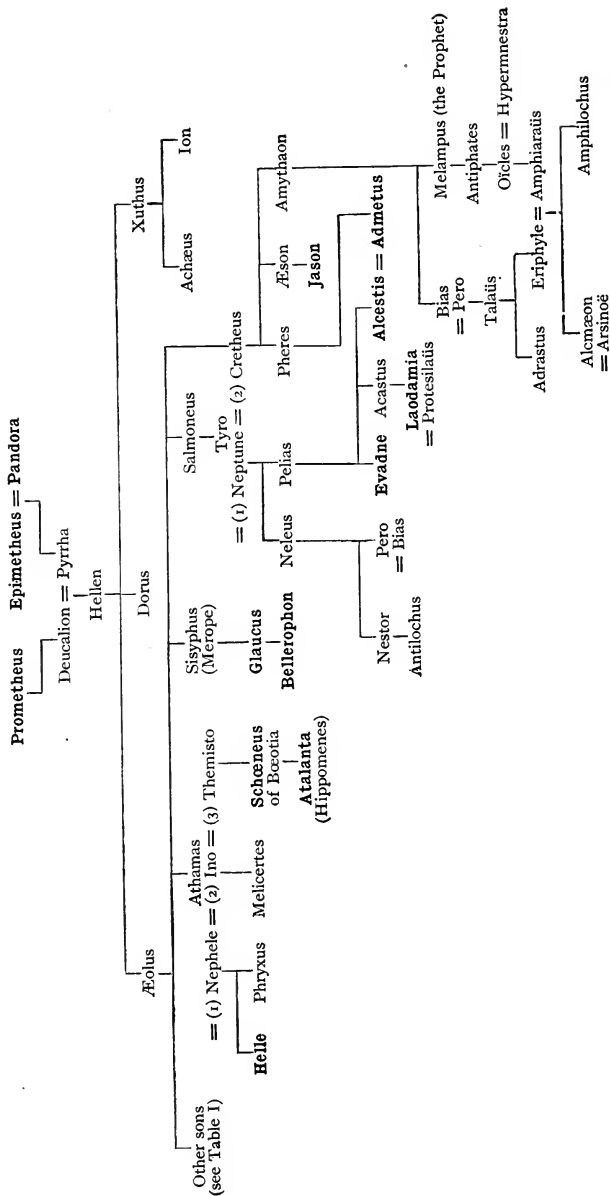 Prometheus Epimetheus = Pandora
Deucalion = Pyrrha
Hellen
Æolus Dorus Xuthus
Achæus Ion
Other sons
(see Table I)
Athamas
= (1) Nephele = (2) Ino = (3) Themisto
Helle Phryxus Melicertes
Schœneus
of Bœotia
Atalanta
(Hippomenes)
Sisyphus
(Merope)
Glaucus
Bellerophon
Salmoneus
Tyro
= (1) Neptune = (2) Cretheus
Neleus Pelias
Pheres Æson Amythaon
Jason
Nestor
Antilochus
Pero
= Bias
Evadne Acastus Alcestis = Admetus
Laodamia
= Protesilaüs
Bias
= Pero
Talaüs
Melampus (the Prophet)
Antiphates
Oïcles = Hypermnestra
Adrastus Eriphyle = Amphiaraüs
Alcmæon
= Arsinoë
Amphilochus